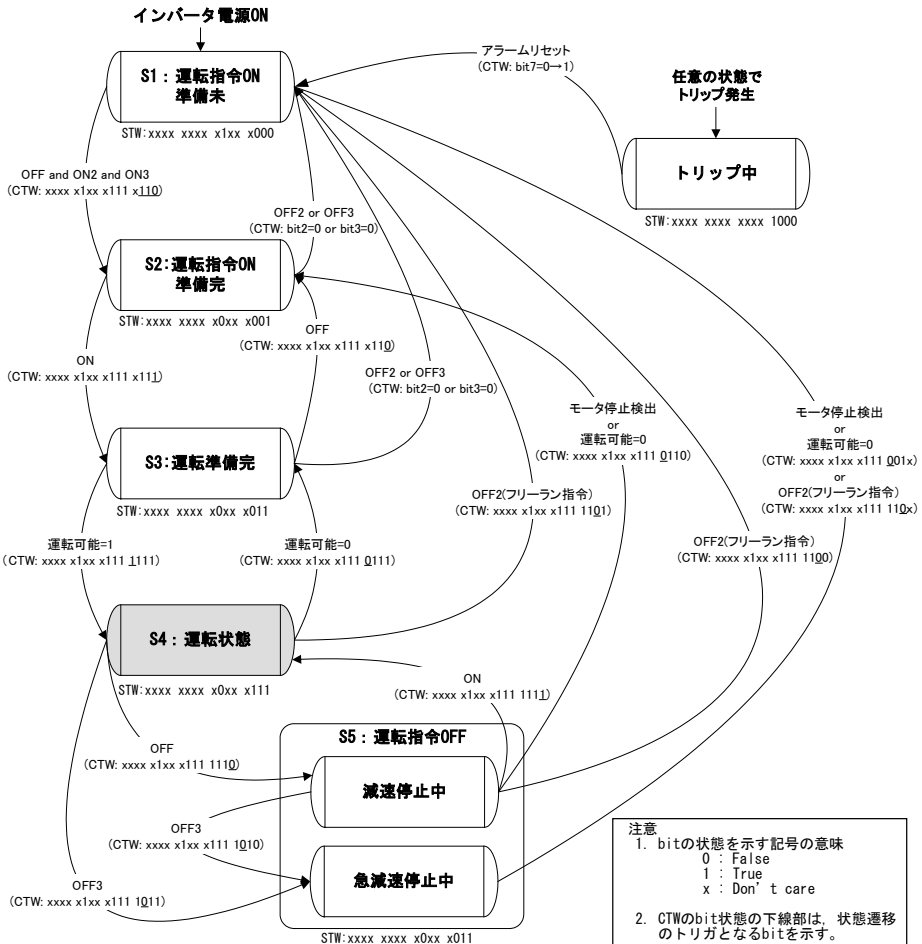 インバータ電源ON
S1：運転指令ON
準備未
STW:xxxx xxxx x1xx x000
アラームリセット
(CTW: bit7=0→1)
任意の状態で
トリップ発生
トリップ中
STW:xxxx xxxx xxxx 1000
OFF and ON2 and ON3
(CTW: xxxx x1xx x111 x110)
OFF2 or OFF3
(CTW: bit2=0 or bit3=0)
S2:運転指令ON
準備完
STW:xxxx xxxx x0xx x001
OFF
(CTW: xxxx x1xx x111 x110)
ON
(CTW: xxxx x1xx x111 x111)
OFF2 or OFF3
(CTW: bit2=0 or bit3=0)
モータ停止検出
or
運転可能=0
(CTW: xxxx x1xx x111 0110)
モータ停止検出
or
運転可能=0
(CTW: xxxx x1xx x111 001x)
or
OFF2(フリーラン指令)
(CTW: xxxx x1xx x111 110x)
S3:運転準備完
STW:xxxx xxxx x0xx x011
OFF2(フリーラン指令)
(CTW: xxxx x1xx x111 1101)
運転可能=1
(CTW: xxxx x1xx x111 1111)
運転可能=0
(CTW: xxxx x1xx x111 0111)
OFF2(フリーラン指令)
(CTW: xxxx x1xx x111 1100)
S4：運転状態
STW:xxxx xxxx x0xx x111
ON
(CTW: xxxx x1xx x111 1111)
S5：運転指令OFF
OFF
(CTW: xxxx x1xx x111 1110)
減速停止中
OFF3
(CTW: xxxx x1xx x111 1010)
急減速停止中
OFF3
(CTW: xxxx x1xx x111 1011)
STW:xxxx xxxx x0xx x011
注意
1. bitの状態を示す記号の意味
0 : False
1 : True
x : Don't care
2. CTWのbit状態の下線部は，状態遷移
のトリガとなるbitを示す。